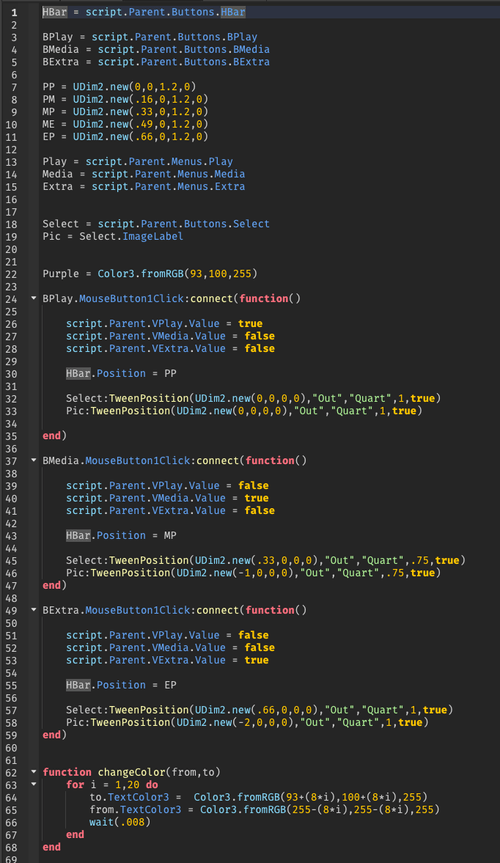 1 HBar = script.Parent.Buttons.HBar
2
3 BPlay = script.Parent.Buttons.BPlay
4 BMedia = script.Parent.Buttons.BMedia
5 BExtra = script.Parent.Buttons.BExtra
6
7 PP = UDim2.new(0,0,1.2,0)
8 PM = UDim2.new(.16,0,1.2,0)
9 MP = UDim2.new(.33,0,1.2,0)
10 ME = UDim2.new(.49,0,1.2,0)
11 EP = UDim2.new(.66,0,1.2,0)
12
13 Play = script.Parent.Menus.Play
14 Media = script.Parent.Menus.Media
15 Extra = script.Parent.Menus.Extra
16
17
18 Select = script.Parent.Buttons.Select
19 Pic = Select.ImageLabel
20
21
22 Purple = Color3.fromRGB(93,100,255)
23
24 BPlay.MouseButton1Click:connect(function()
25
26 script.Parent.VPlay.Value = true
27 script.Parent.VMedia.Value = false
28 script.Parent.VExtra.Value = false
29
30 HBar.Position = PP
31
32 Select:TweenPosition(UDim2.new(0,0,0,0),"Out","Quart",1,true)
33 Pic:TweenPosition(UDim2.new(0,0,0,0),"Out","Quart",1,true)
34
35 end)
36
37 BMedia.MouseButton1Click:connect(function()
38
39 script.Parent.VPlay.Value = false
40 script.Parent.VMedia.Value = true
41 script.Parent.VExtra.Value = false
42
43 HBar.Position = MP
44
45 Select:TweenPosition(UDim2.new(.33,0,0,0),"Out","Quart",.75,true)
46 Pic:TweenPosition(UDim2.new(-1,0,0,0),"Out","Quart",.75,true)
47 end)
48
49 BExtra.MouseButton1Click:connect(function()
50
51 script.Parent.VPlay.Value = false
52 script.Parent.VMedia.Value = false
53 script.Parent.VExtra.Value = true
54
55 HBar.Position = EP
56
57 Select:TweenPosition(UDim2.new(.66,0,0,0),"Out","Quart",1,true)
58 Pic:TweenPosition(UDim2.new(-2,0,0,0),"Out","Quart",1,true)
59 end)
60
61
62 function changeColor(from,to)
63 for i = 1,20 do
64 to.TextColor3 = Color3.fromRGB(93+(8*i),100+(8*i),255)
65 from.TextColor3 = Color3.fromRGB(255-(8*i),255-(8*i),255)
66 wait(.008)
67 end
68 end
69